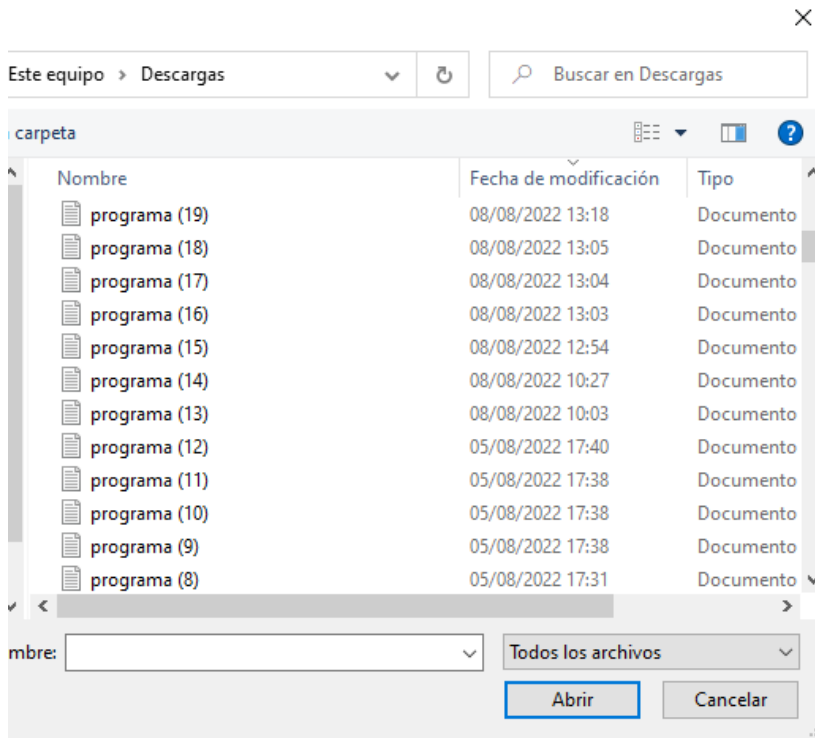 Este equipo > Descargas Buscar en Descargas
carpeta
Nombre Fecha de modificación Tipo
programa (19) 08/08/2022 13:18 Documento
programa (18) 08/08/2022 13:05 Documento
programa (17) 08/08/2022 13:04 Documento
programa (16) 08/08/2022 13:03 Documento
programa (15) 08/08/2022 12:54 Documento
programa (14) 08/08/2022 10:27 Documento
programa (13) 08/08/2022 10:03 Documento
programa (12) 05/08/2022 17:40 Documento
programa (11) 05/08/2022 17:38 Documento
programa (10) 05/08/2022 17:38 Documento
programa (9) 05/08/2022 17:38 Documento
programa (8) 05/08/2022 17:31 Documento
mbre: Todos los archivos
Abrir Cancelar